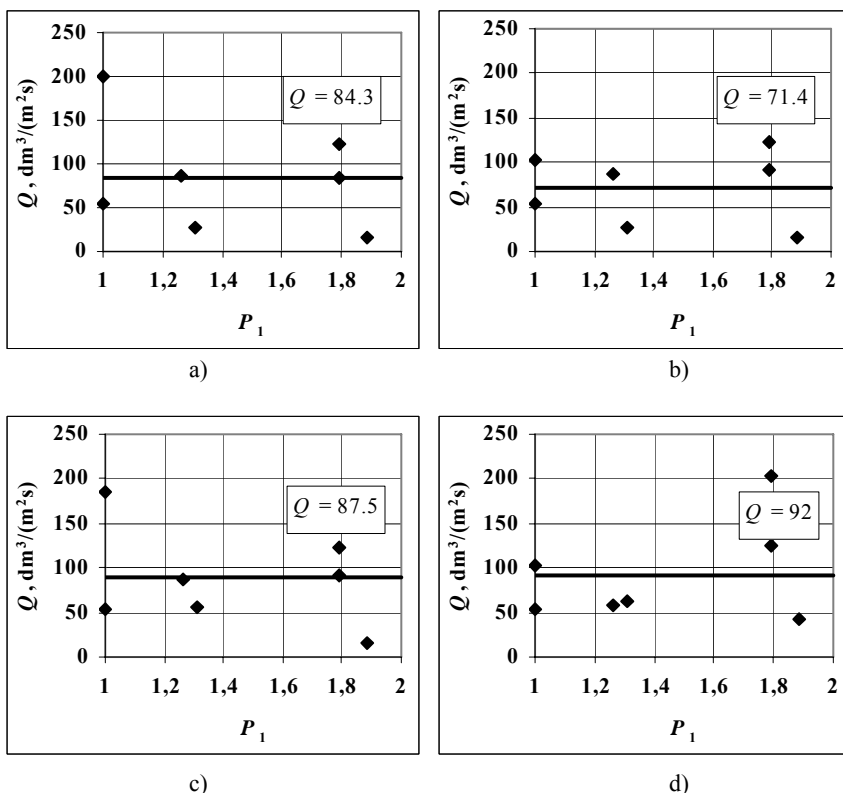 250
200
150
100
50
0
Q , dm³/(m²s)
Q = 84.3
1 1,2 1,4 1,6 1,8 2
P 1
a)
250
200
150
100
50
0
Q , dm³/(m²s)
Q = 71.4
1 1,2 1,4 1,6 1,8 2
P 1
b)
250
200
150
100
50
0
Q , dm³/(m²s)
Q = 87.5
1 1,2 1,4 1,6 1,8 2
P 1
c)
250
200
150
100
50
0
Q , dm³/(m²s)
Q = 92
1 1,2 1,4 1,6 1,8 2
P 1
d)